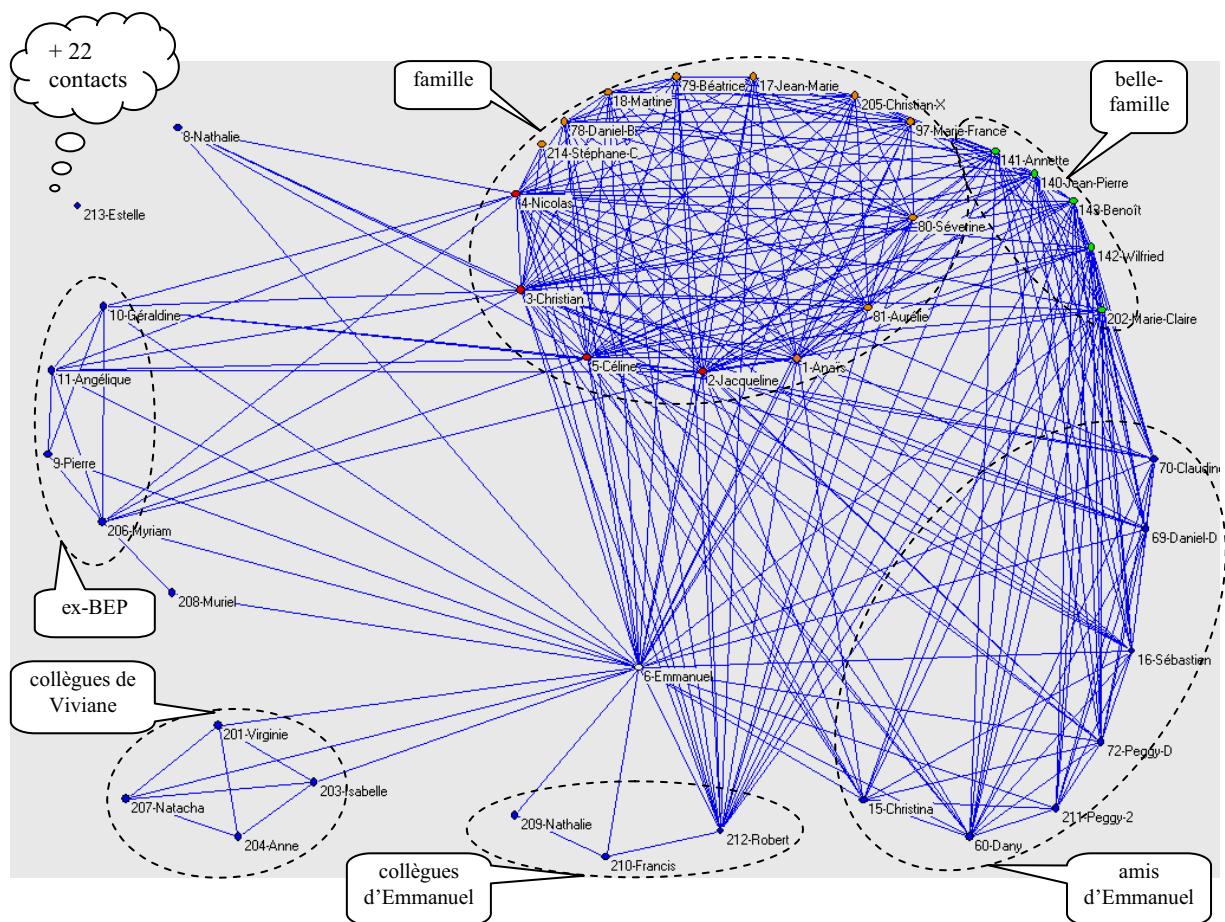 + 22
contacts
famille
belle-
famille
79-Béatrice
17-Jean-Marie
18-Martine
205-Christian-X
78-Daniel-B
97-Marie-France
8-Nathalie
214-Stéphane-C
141-Annette
140-Jean-Pierre
4-Nicolas
143-Benoît
213-Estelle
80-Séverine
142-Wilfried
3-Christian
10-Géraldine
81-Aurélie
202-Marie-Claire
5-Céline
1-Anaïs
11-Angélique
2-Jacqueline
9-Pierre
70-Claudine
206-Myriam
69-Daniel-D
ex-BEP
208-Muriel
16-Sébastien
6-Emmanuel
collègues de
Viviane
201-Virginie
72-Peggy-D
203-Isabelle
207-Natacha
15-Christina
211-Peggy-2
209-Nathalie
204-Anne
212-Robert
60-Dany
210-Francis
collègues
d'Emmanuel
amis
d'Emmanuel